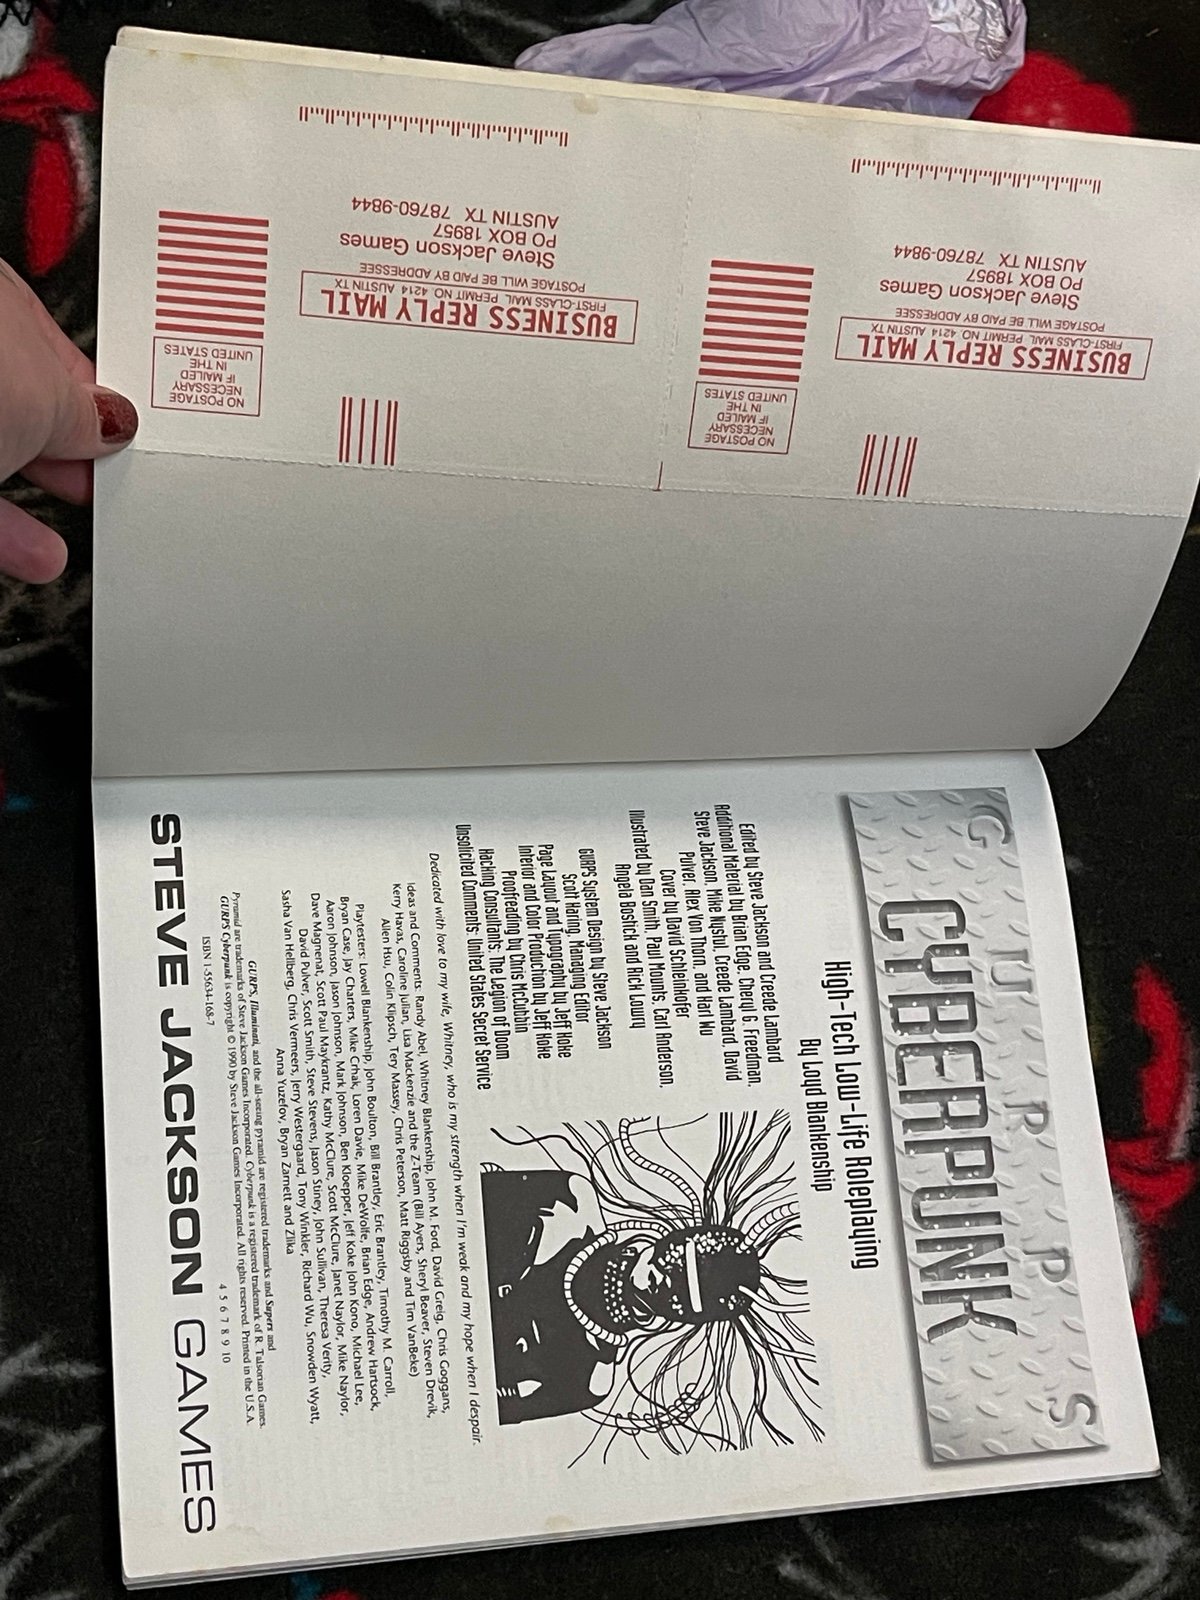 BUSINESS REPLY MAIL
FIRST-CLASS MAIL PERMIT NO. 4214 AUSTIN TX
POSTAGE WILL BE PAID BY ADDRESSEE
Steve Jackson Games
PO BOX 18957
AUSTIN TX 78760-9844
NO POSTAGE
NECESSARY
IF MAILED
IN THE
UNITED STATES
BUSINESS REPLY MAIL
FIRST-CLASS MAIL PERMIT NO. 4214 AUSTIN TX
POSTAGE WILL BE PAID BY ADDRESSEE
Steve Jackson Games
PO BOX 18957
AUSTIN TX 78760-9844
NO POSTAGE
NECESSARY
IF MAILED
IN THE
UNITED STATES
GURPS
CYBERPUNK
High-Tech Low-Life Roleplaying
By Loyd Blankenship
Edited by Steve Jackson and Creede Lambard
Additional Material by Brian Edge, Cheryl G. Freedman,
Steve Jackson, Mike Nystul, Creede Lambard, David
Pulver, Alex Von Thorn, and Karl Wu
Cover by David Schleinkofer
Illustrated by Dan Smith, Paul Mounts, Carl Anderson,
Angela Bostick and Rick Lowry
GURPS System Design by Steve Jackson
Scott Haring, Managing Editor
Page Layout and Typography by Jeff Koke
Interior and Color Production by Jeff Koke
Proofreading by Chris McCubbin
Hacking Consultants: The Legion of Doom
Unsolicited Comments: United States Secret Service
Dedicated with love to my wife, Whitney, who is my strength when I'm weak and my hope when I despair.
Ideas and Comments: Randy Abel, Whitney Blankenship, John M. Ford, David Greig, Chris Goggans,
Kerry Havas, Caroline Julian, Lisa Mackenzie and the Z-Team (Bill Ayers, Sheryl Beaver, Steven Drevik,
Allen Hsu, Colin Klipsch, Tery Massey, Chris Peterson, Matt Riggsby and Tim VanBeke)
Playtesters: Lowell Blankenship, John Boulton, Bill Brantley, Eric Brantley, Timothy M. Carroll,
Bryan Case, Jay Charters, Mike Crhak, Loren Davie, Mike DeWolfe, Brian Edge, Andrew Hartsock,
Aaron Johnson, Jason Johnson, Mark Johnson, Ben Kloepper, Jeff Koke John Kono, Michael Lee,
Dave Magnenat, Scott Paul Maykrantz, Kathy McClure, Scott McClure, Janet Naylor, Mike Naylor,
David Pulver, Scott Smith, Steve Stevens, Jason Stiney, John Sullivan, Theresa Verity,
Sasha Van Hellberg, Chris Vermeers, Jerry Westergaard, Tony Winkler, Richard Wu, Snowden Wyatt,
Anna Yuzefov, Bryan Zarnett and Zlika
GURPS, Illuminati, and the all-seeing pyramid are registered trademarks and Supers and
Pyramid are trademarks of Steve Jackson Games Incorporated. Cyberpunk is a registered trademark of R. Talsorian Games.
GURPS Cyberpunk is copyright © 1990 by Steve Jackson Games Incorporated. All rights reserved. Printed in the U.S.A.
ISBN 1-55634-168-7
4 5 6 7 8 9 10
STEVE JACKSON GAMES